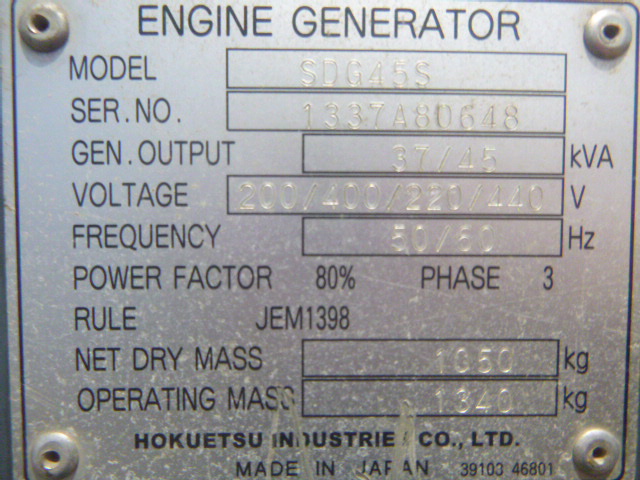 ENGINE GENERATOR
MODEL SDG45S
SER.NO. 1337A80648
GEN.OUTPUT 37/45 kVA
VOLTAGE 200/400/220/440 V
FREQUENCY 50/60 Hz
POWER FACTOR 80% PHASE 3
RULE JEM1398
NET DRY MASS 1050 kg
OPERATING MASS 1340 kg
HOKUETSU INDUSTRIES CO., LTD.
MADE IN JAPAN 39103 46801